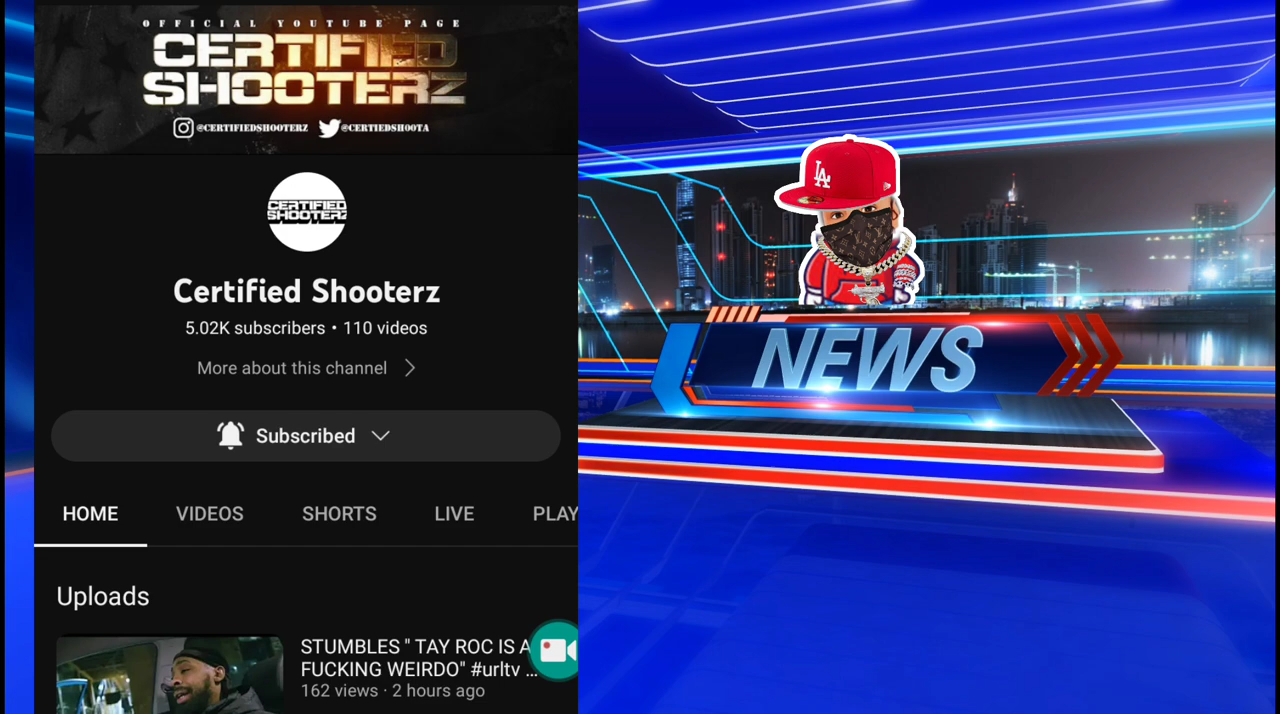 OFFICIAL YOUTUBE PAGE
CERTIFIED
SHOOTERZ
@CERTIFIEDSHOOTERZ @CERTIEDSHOOTA
CERTIFIED
SHOOTERZ
Certified Shooterz
5.02K subscribers • 110 videos
More about this channel
Subscribed
HOME VIDEOS SHORTS LIVE PLAY
Uploads
STUMBLES " TAY ROC IS A
FUCKING WEIRDO" #urltv ...
162 views · 2 hours ago
LA
NEWS